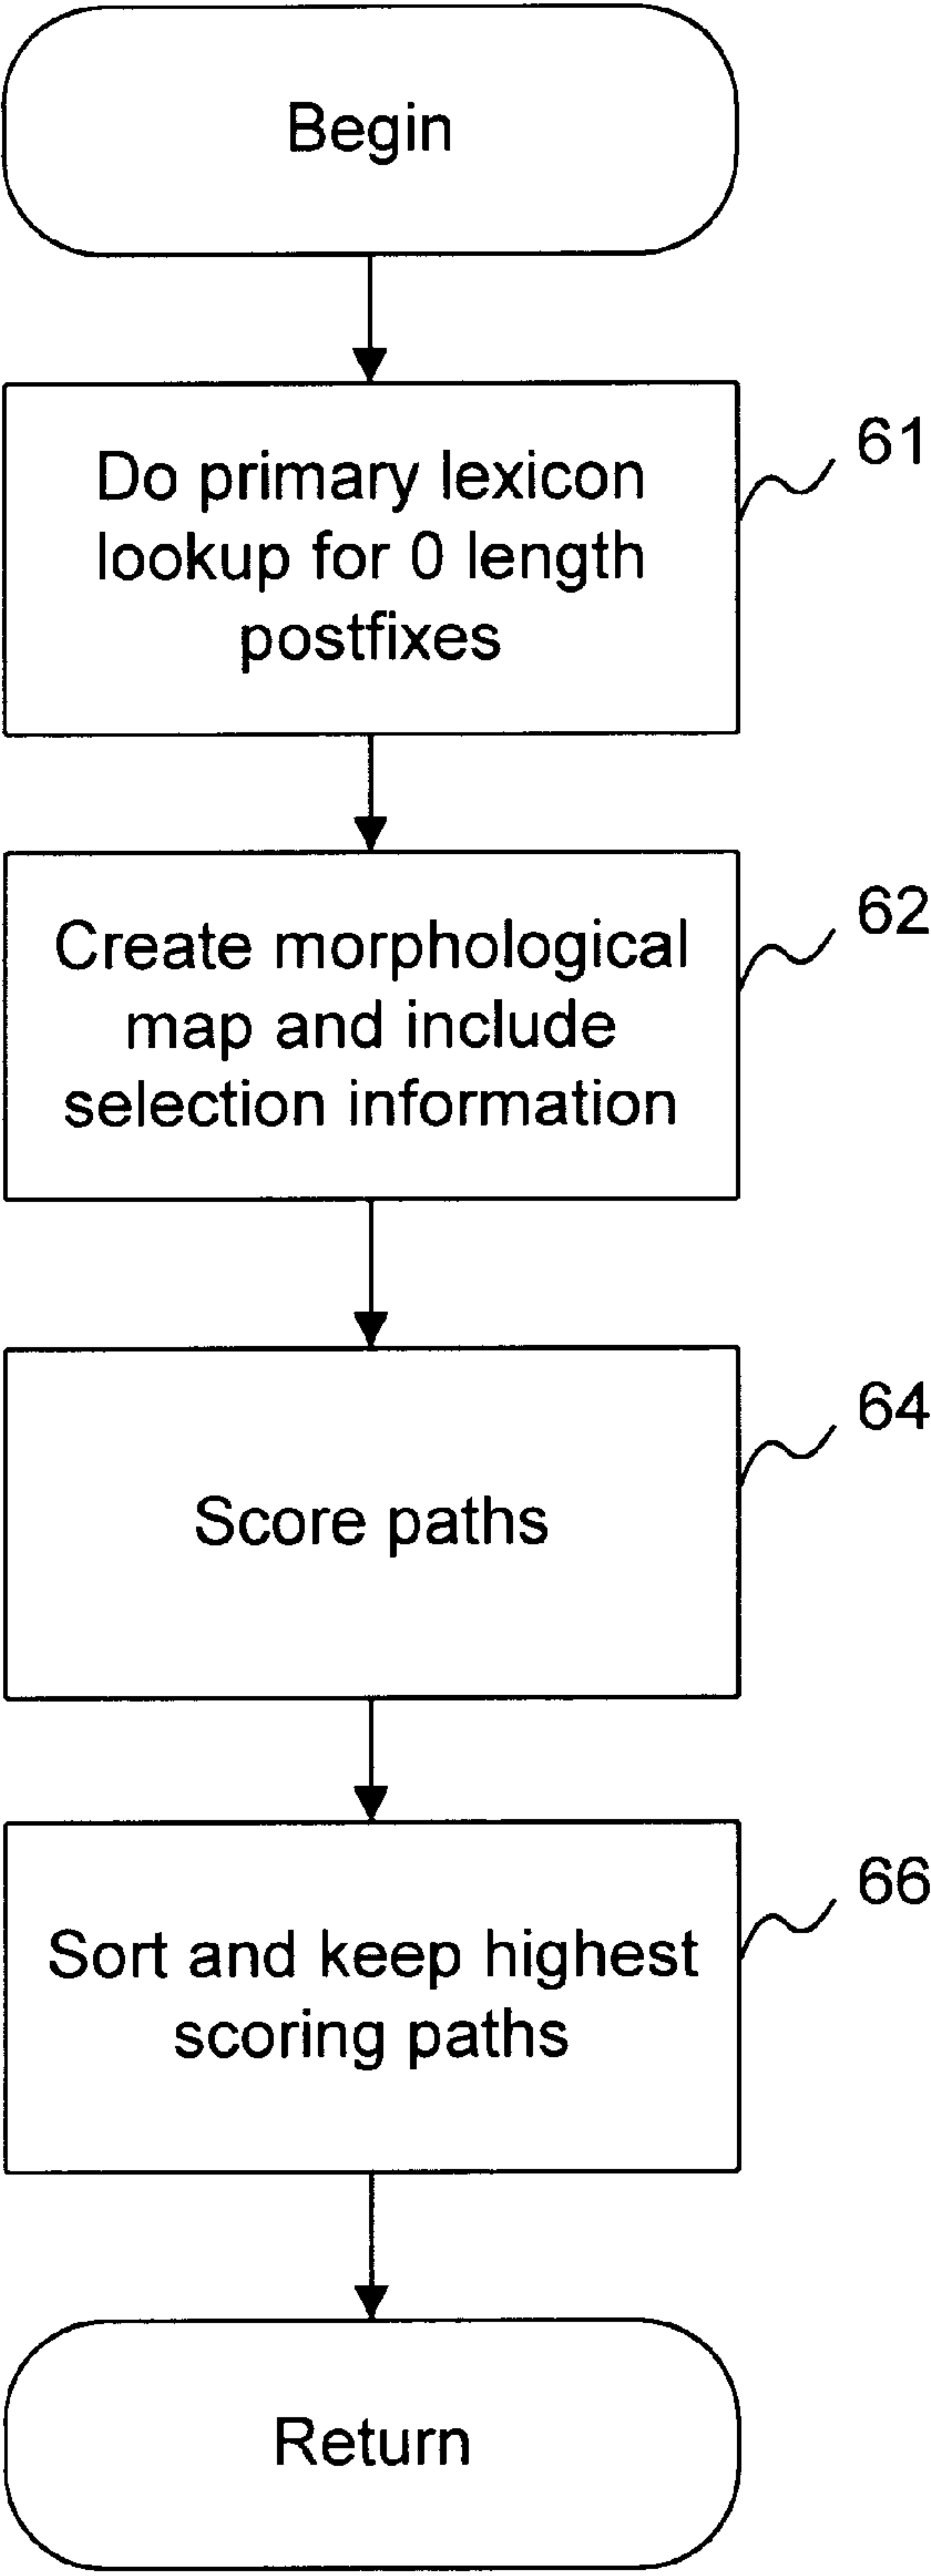 Begin
Do primary lexicon
lookup for 0 length
postfixes
61
Create morphological
map and include
selection information
62
Score paths
64
Sort and keep highest
scoring paths
66
Return